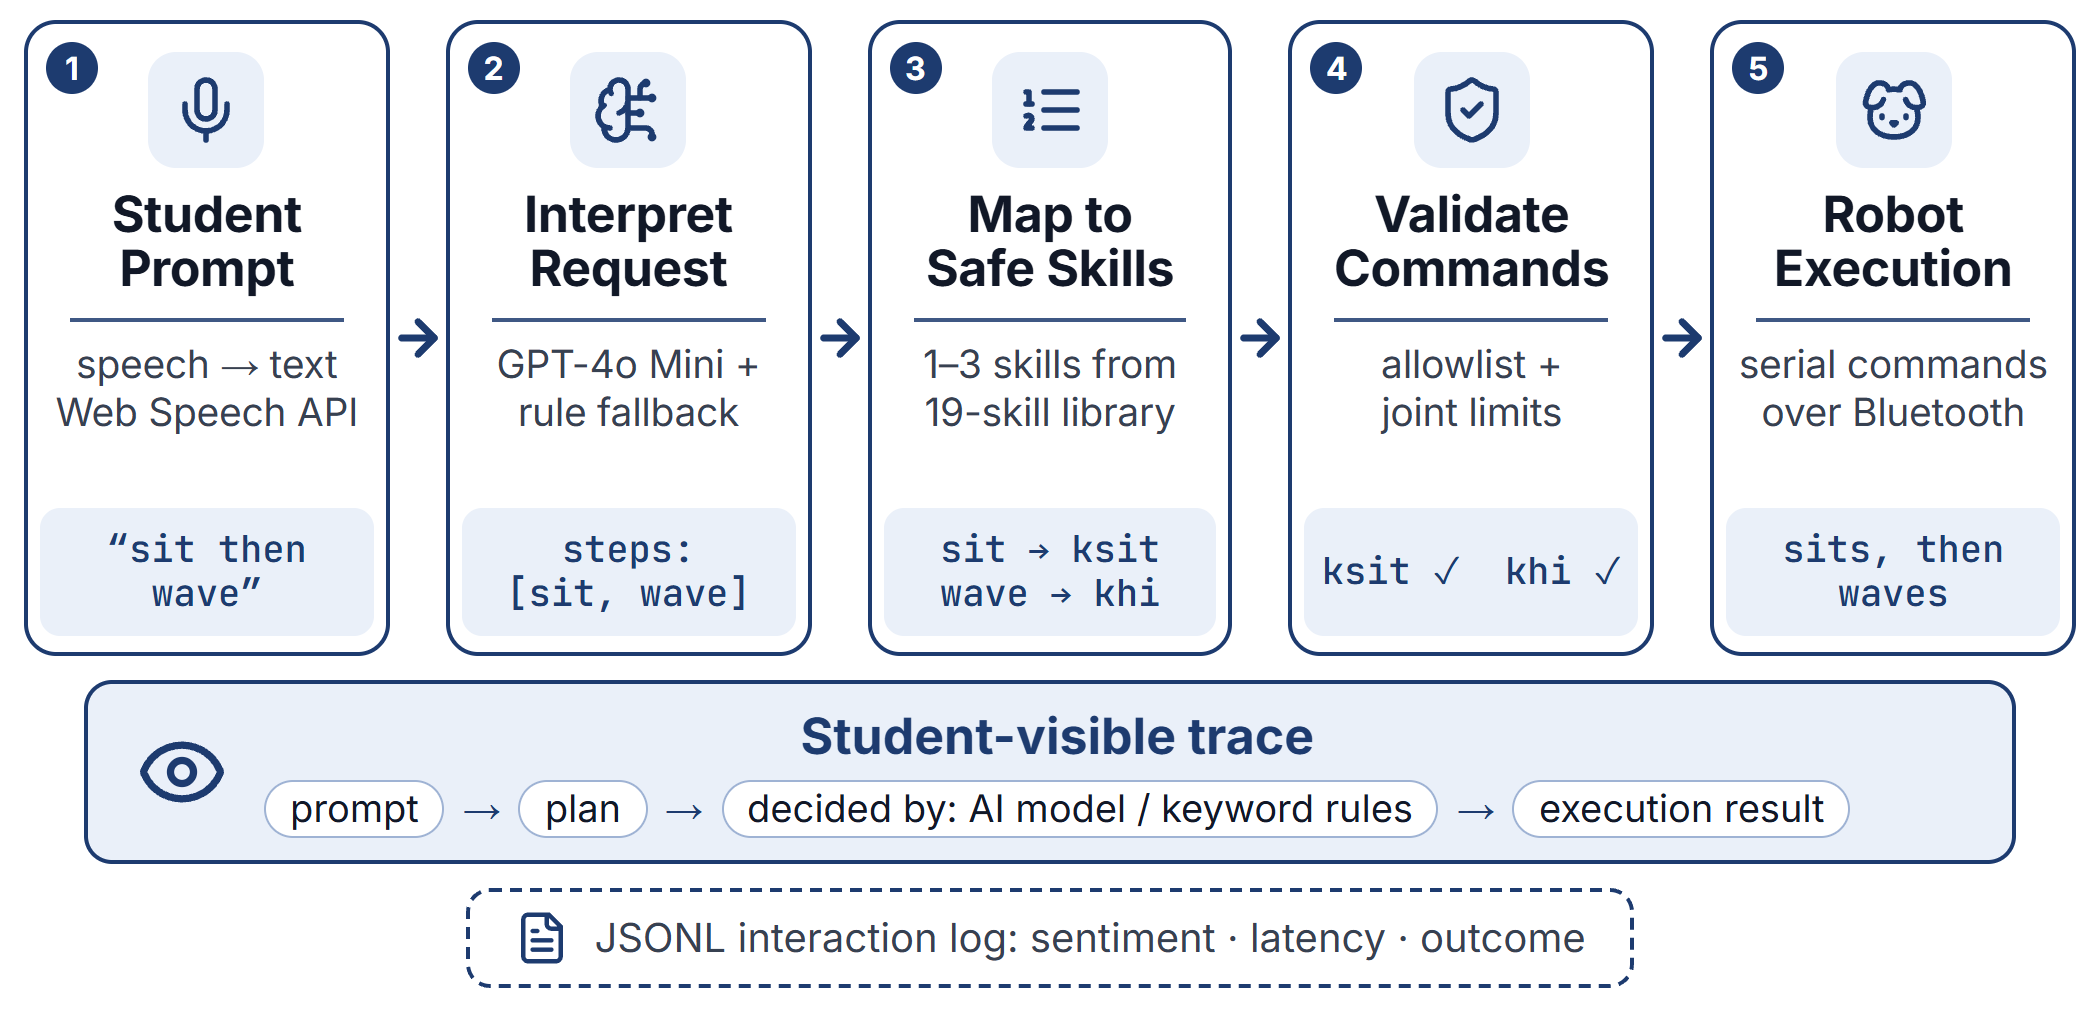 1
Student
Prompt
speech → text
Web Speech API
“sit then
wave”
2
Interpret
Request
GPT-4o Mini +
rule fallback
steps:
[sit, wave]
3
1
2
Map to
Safe Skills
1–3 skills from
19-skill library
sit → ksit
wave → khi
4
Validate
Commands
allowlist +
joint limits
ksit ✓ khi ✓
5
Robot
Execution
serial commands
over Bluetooth
sits, then
waves
Student-visible trace
prompt → plan → decided by: AI model / keyword rules → execution result
JSONL interaction log: sentiment · latency · outcome